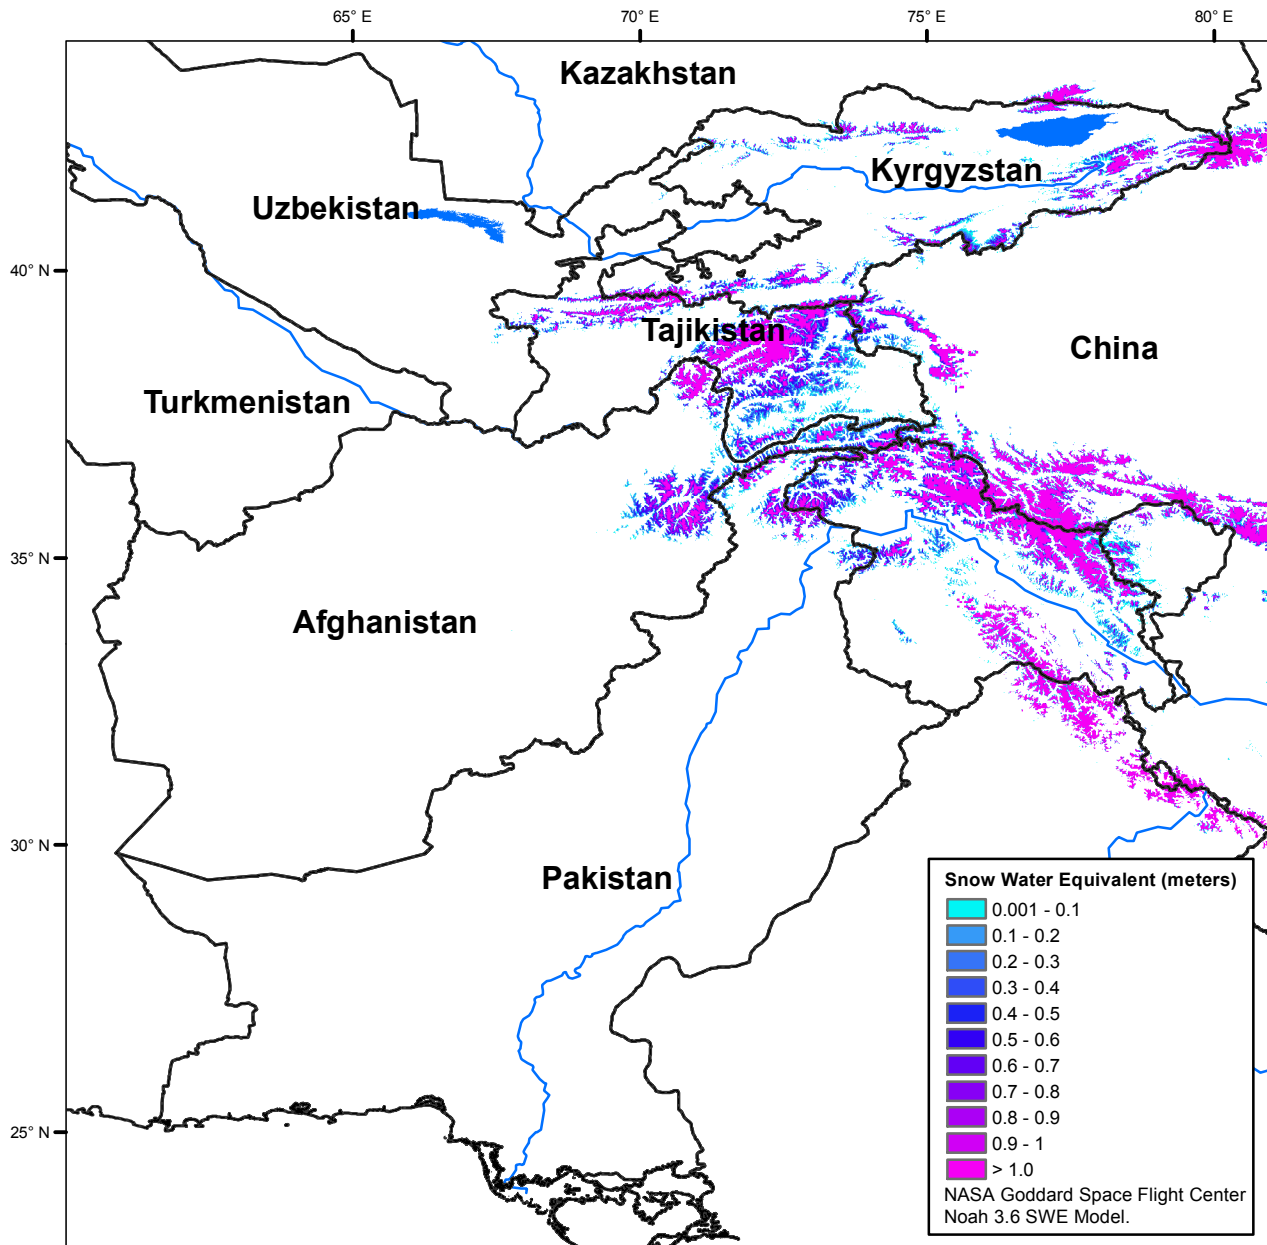 65° E
70° E
75° E
80° E
Kazakhstan
Kyrgyzstan
Uzbekistan
40° N
Tajikistan
China
Turkmenistan
35° N
Afghanistan
30° N
Pakistan
25° N
Snow Water Equivalent (meters)
0.001 - 0.1
0.1 - 0.2
0.2 - 0.3
0.3 - 0.4
0.4 - 0.5
0.5 - 0.6
0.6 - 0.7
0.7 - 0.8
0.8 - 0.9
0.9 - 1
> 1.0
NASA Goddard Space Flight Center
Noah 3.6 SWE Model.